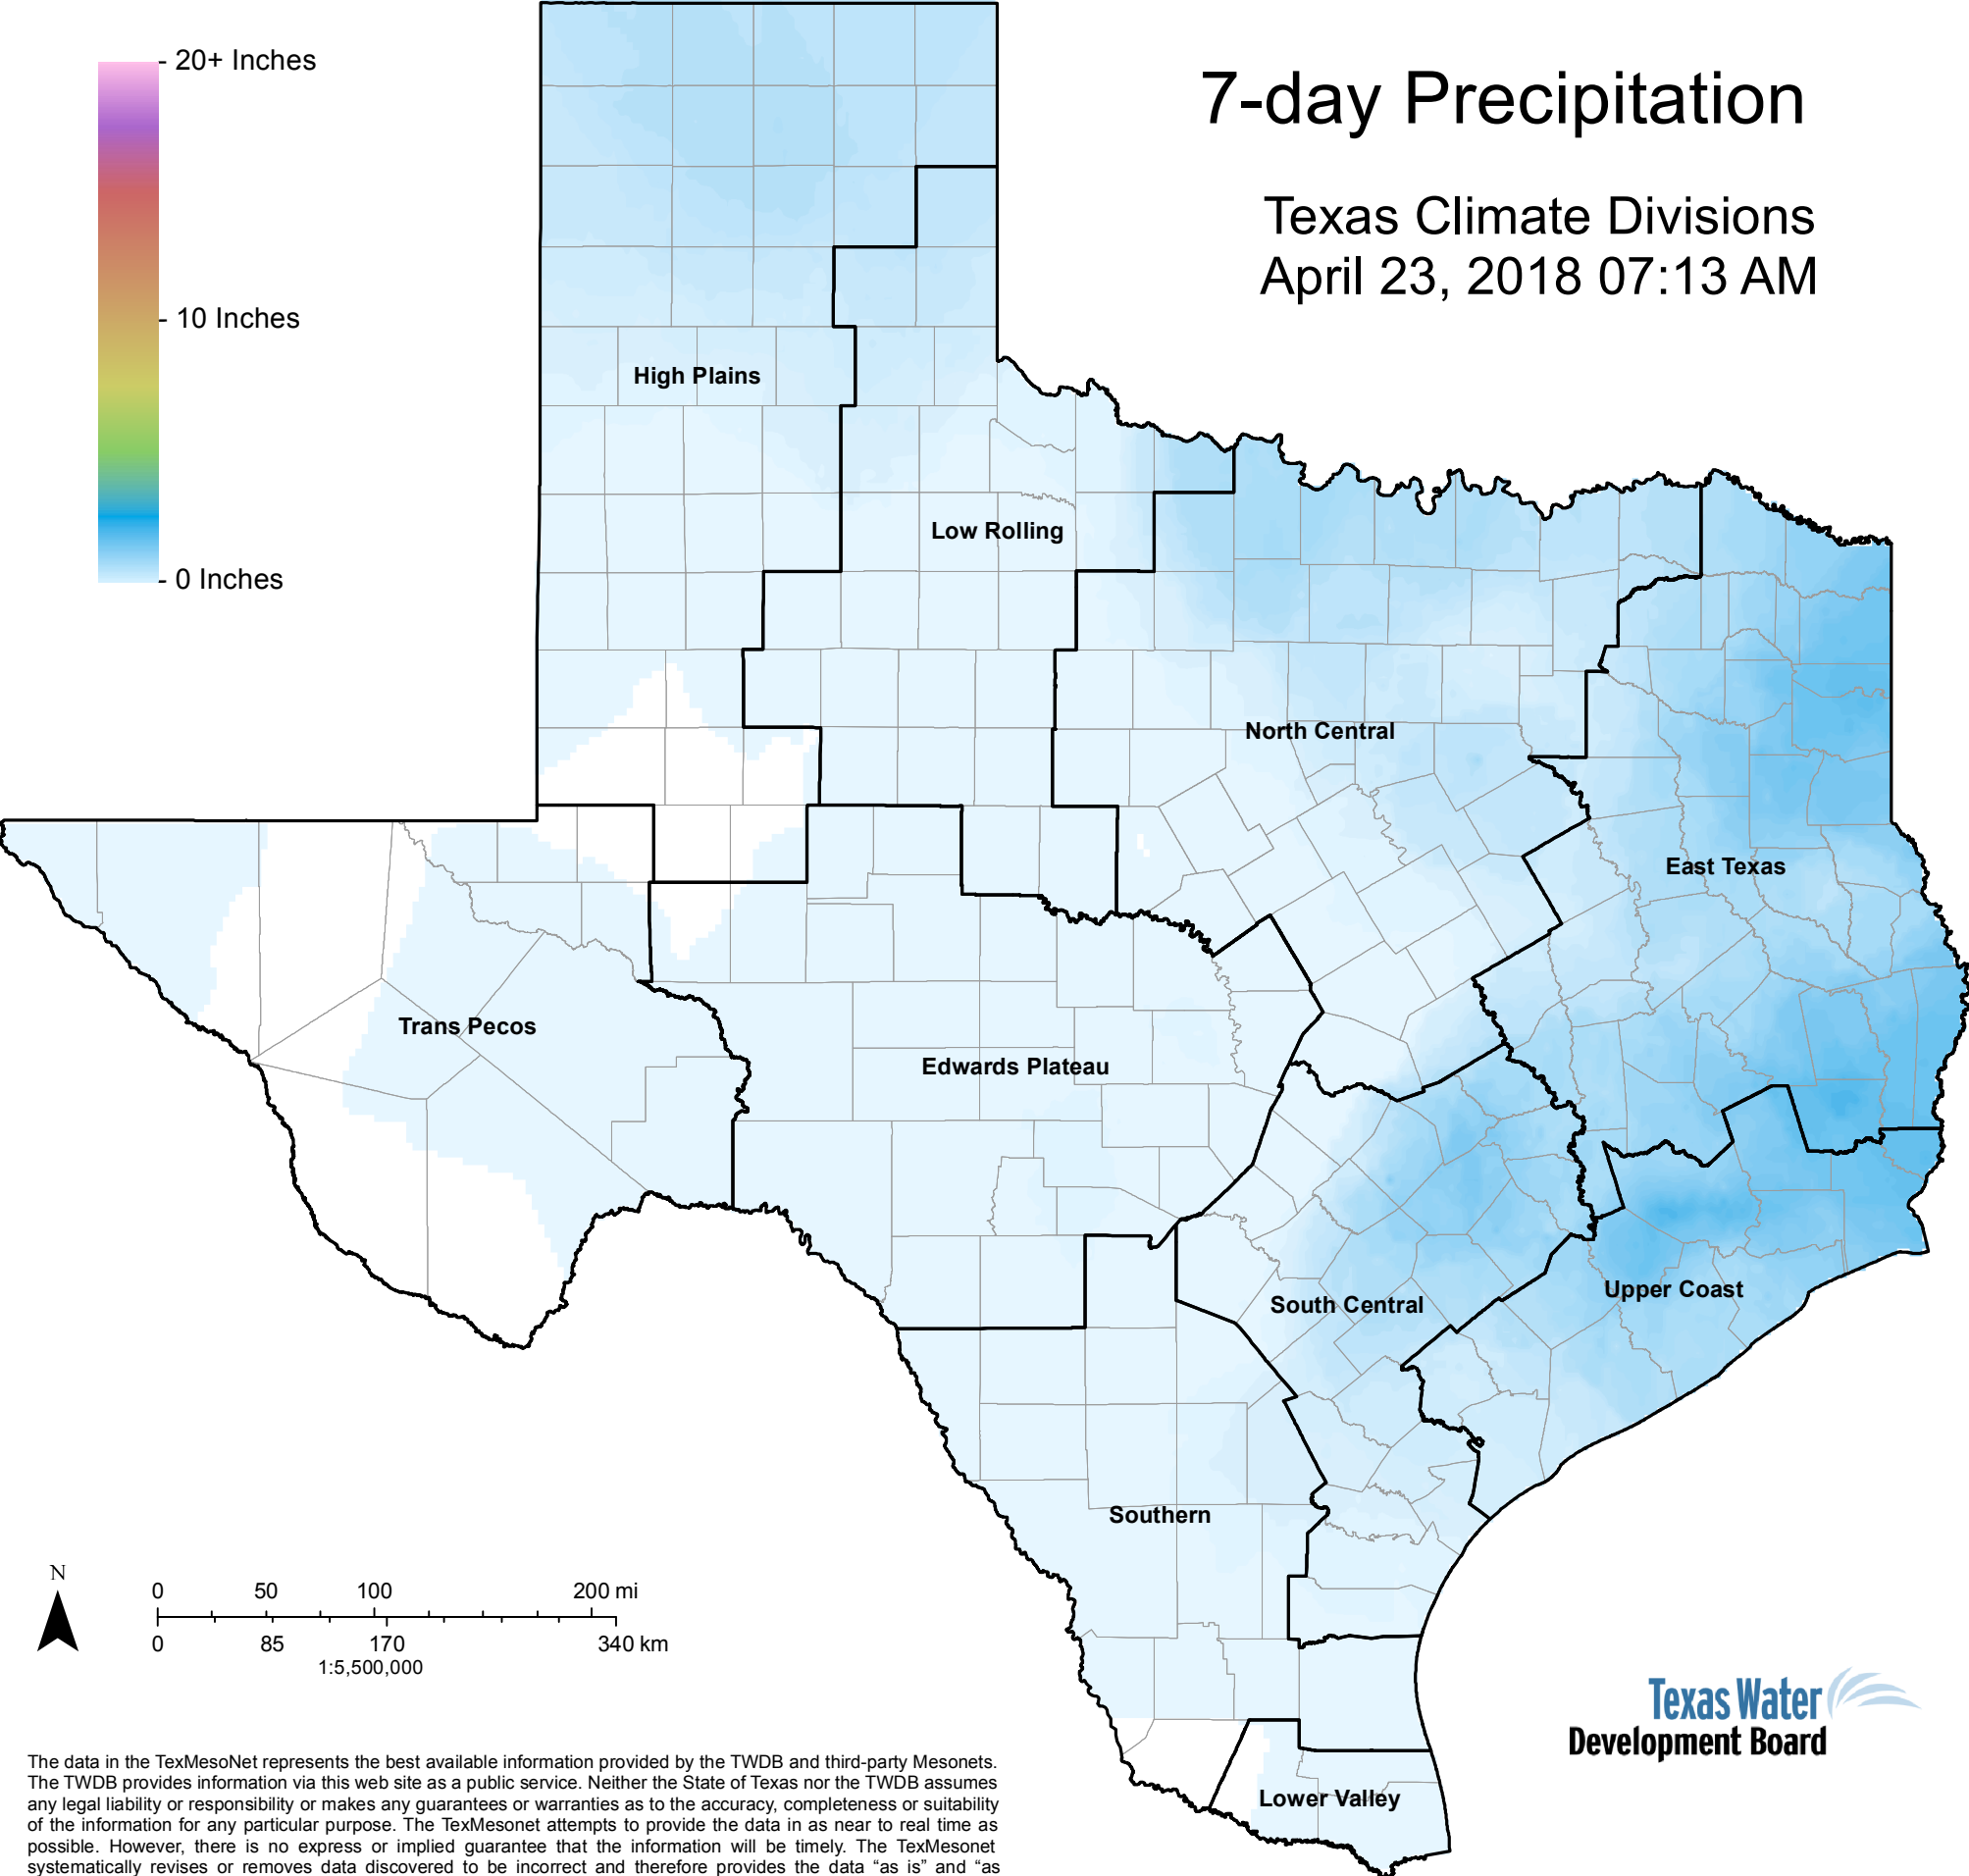 7-day Precipitation
Texas Climate Divisions
April 23, 2018 07:13 AM
20+ Inches
10 Inches
0 Inches
High Plains
Low Rolling
North Central
East Texas
Trans Pecos
Edwards Plateau
South Central
Upper Coast
Southern
Lower Valley
N
0 50 100 200 mi
0 85 170 340 km
1:5,500,000
Texas Water
Development Board
The data in the TexMesoNet represents the best available information provided by the TWDB and third-party Mesonets.
The TWDB provides information via this web site as a public service. Neither the State of Texas nor the TWDB assumes
any legal liability or responsibility or makes any guarantees or warranties as to the accuracy, completeness or suitability
of the information for any particular purpose. The TexMesonet attempts to provide the data in as near to real time as
possible. However, there is no express or implied guarantee that the information will be timely. The TexMesonet
systematically revises or removes data discovered to be incorrect and therefore provides the data “as is” and “as